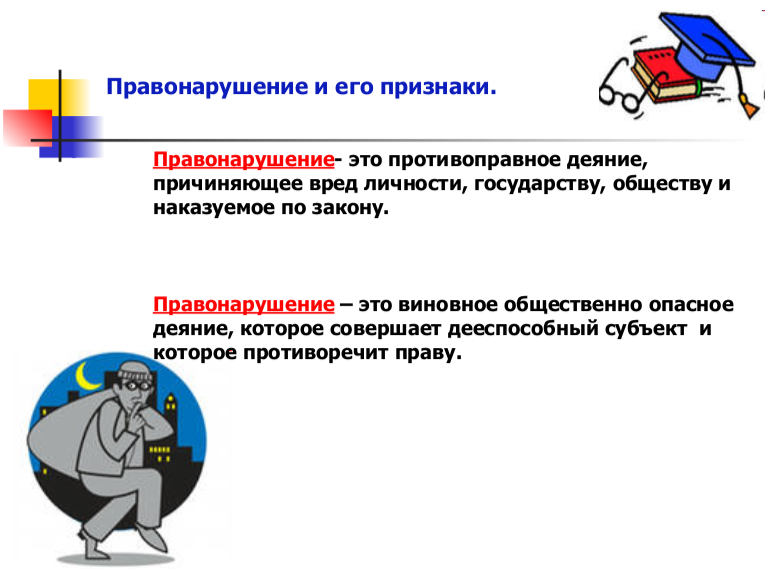 Правонарушение и его признаки.
Правонарушение- это противоправное деяние,
причиняющее вред личности, государству, обществу и
наказуемое по закону.
Правонарушение – это виновное общественно опасное
деяние, которое совершает дееспособный субъект и
которое противоречит праву.